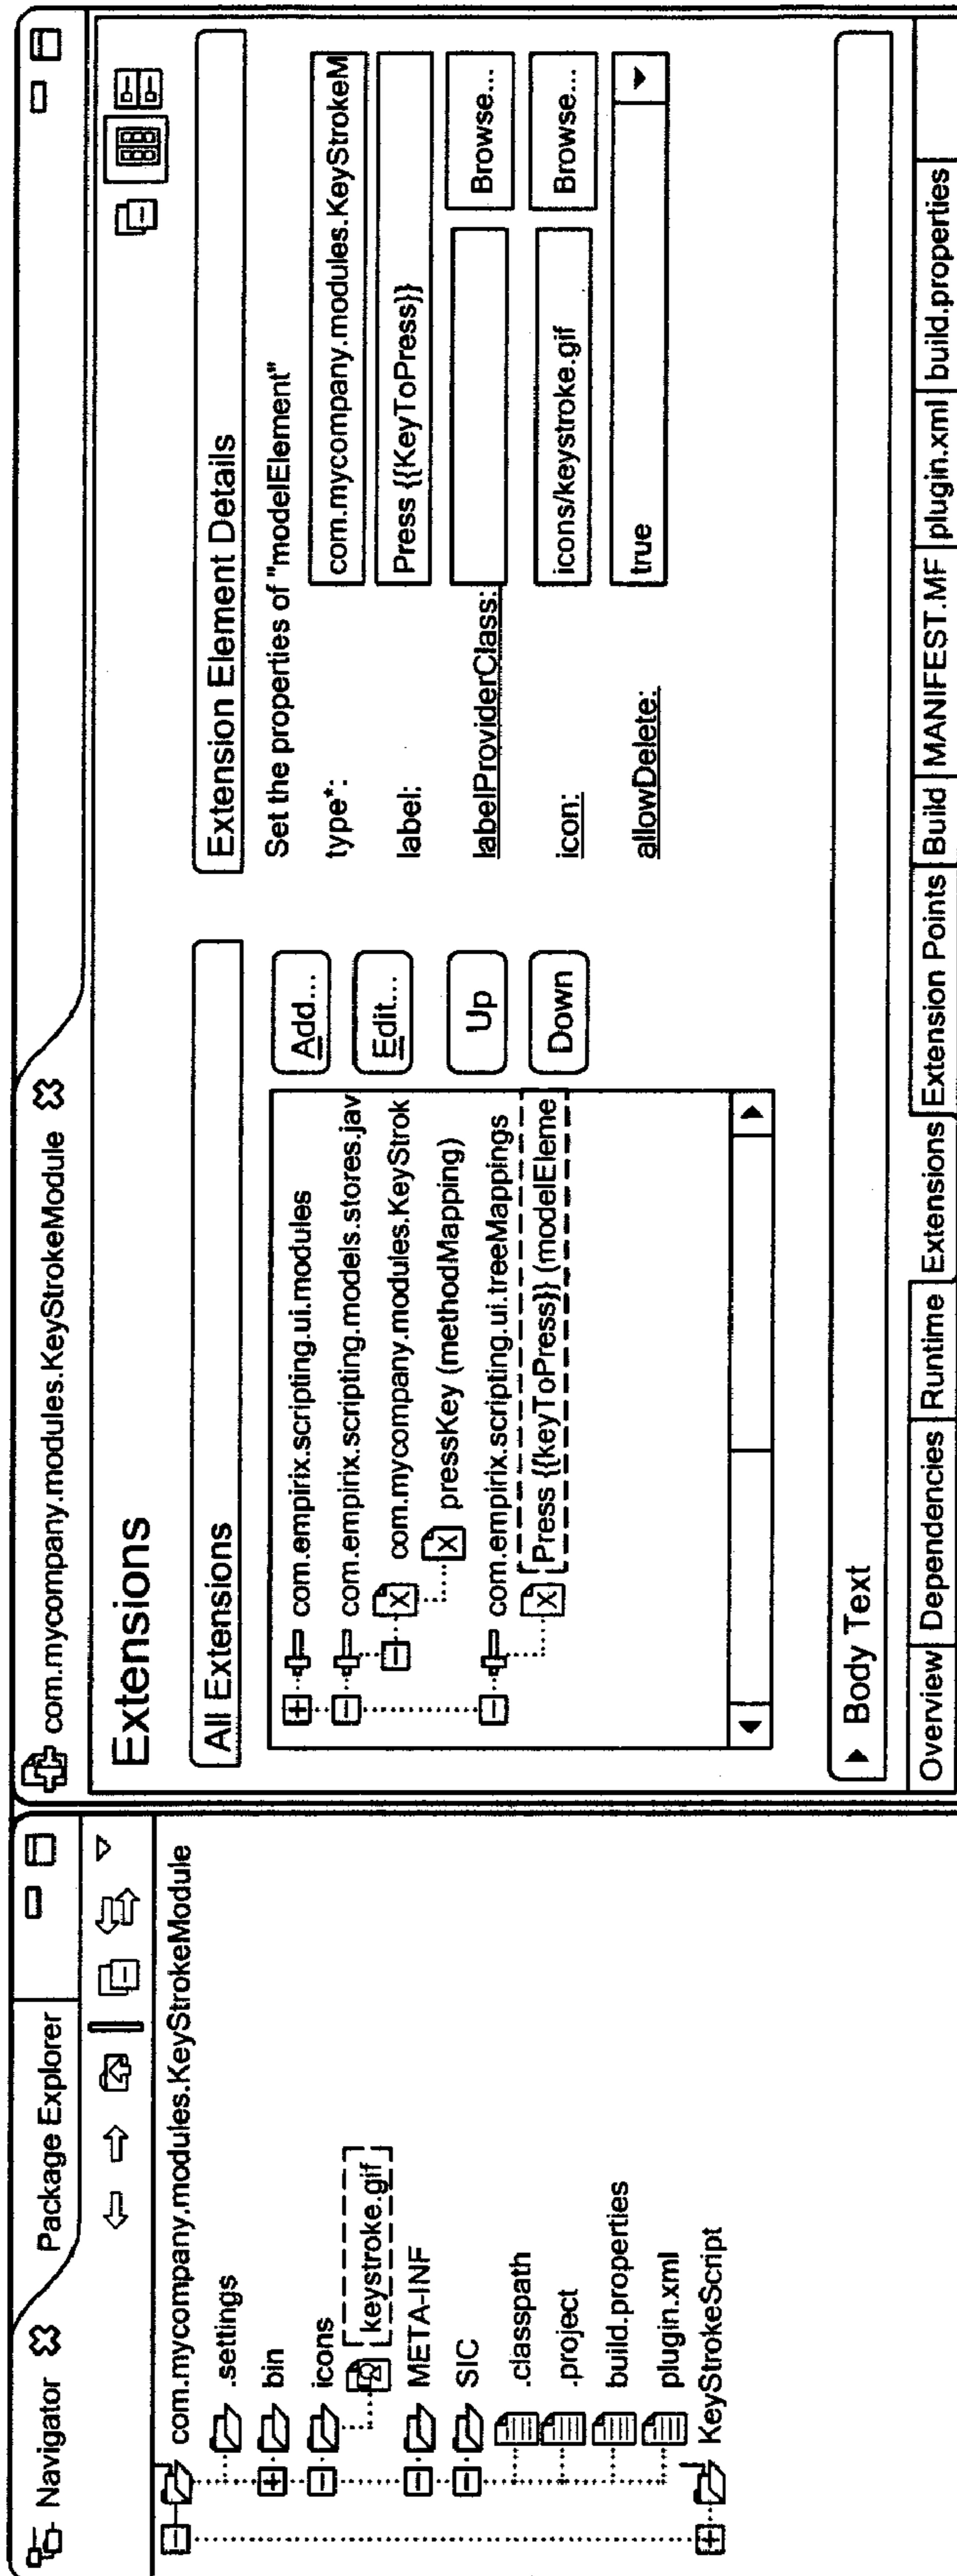 Navigator
Package Explorer
com.mycompany.modules.KeyStrokeModule
.settings
bin
icons
keystroke.gif
META-INF
SIC
.classpath
.project
build.properties
plugin.xml
KeyStrokeScript
com.mycompany.modules.KeyStrokeModule
Extensions
All Extensions
com.empirix.scripting.ui.modules
com.empirix.scripting.models.stores.jav
com.mycompany.modules.KeyStrok
pressKey (methodMapping)
com.empirix.scripting.ui.treeMappings
Press {{keyToPress}} (modelEleme
Add...
Edit...
Up
Down
Extension Element Details
Set the properties of "modelElement"
type*: com.mycompany.modules.KeyStrokeM
label: Press {{KeyToPress}}
labelProviderClass: Browse...
icon: icons/keystroke.gif Browse...
allowDelete: true
Body Text
Overview Dependencies Runtime Extensions Extension Points Build MANIFEST.MF plugin.xml build.properties